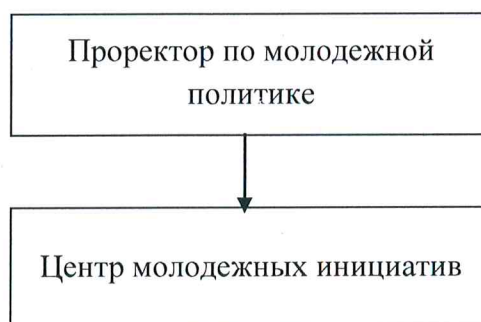 Проректор по молодежной
политике
Центр молодежных инициатив